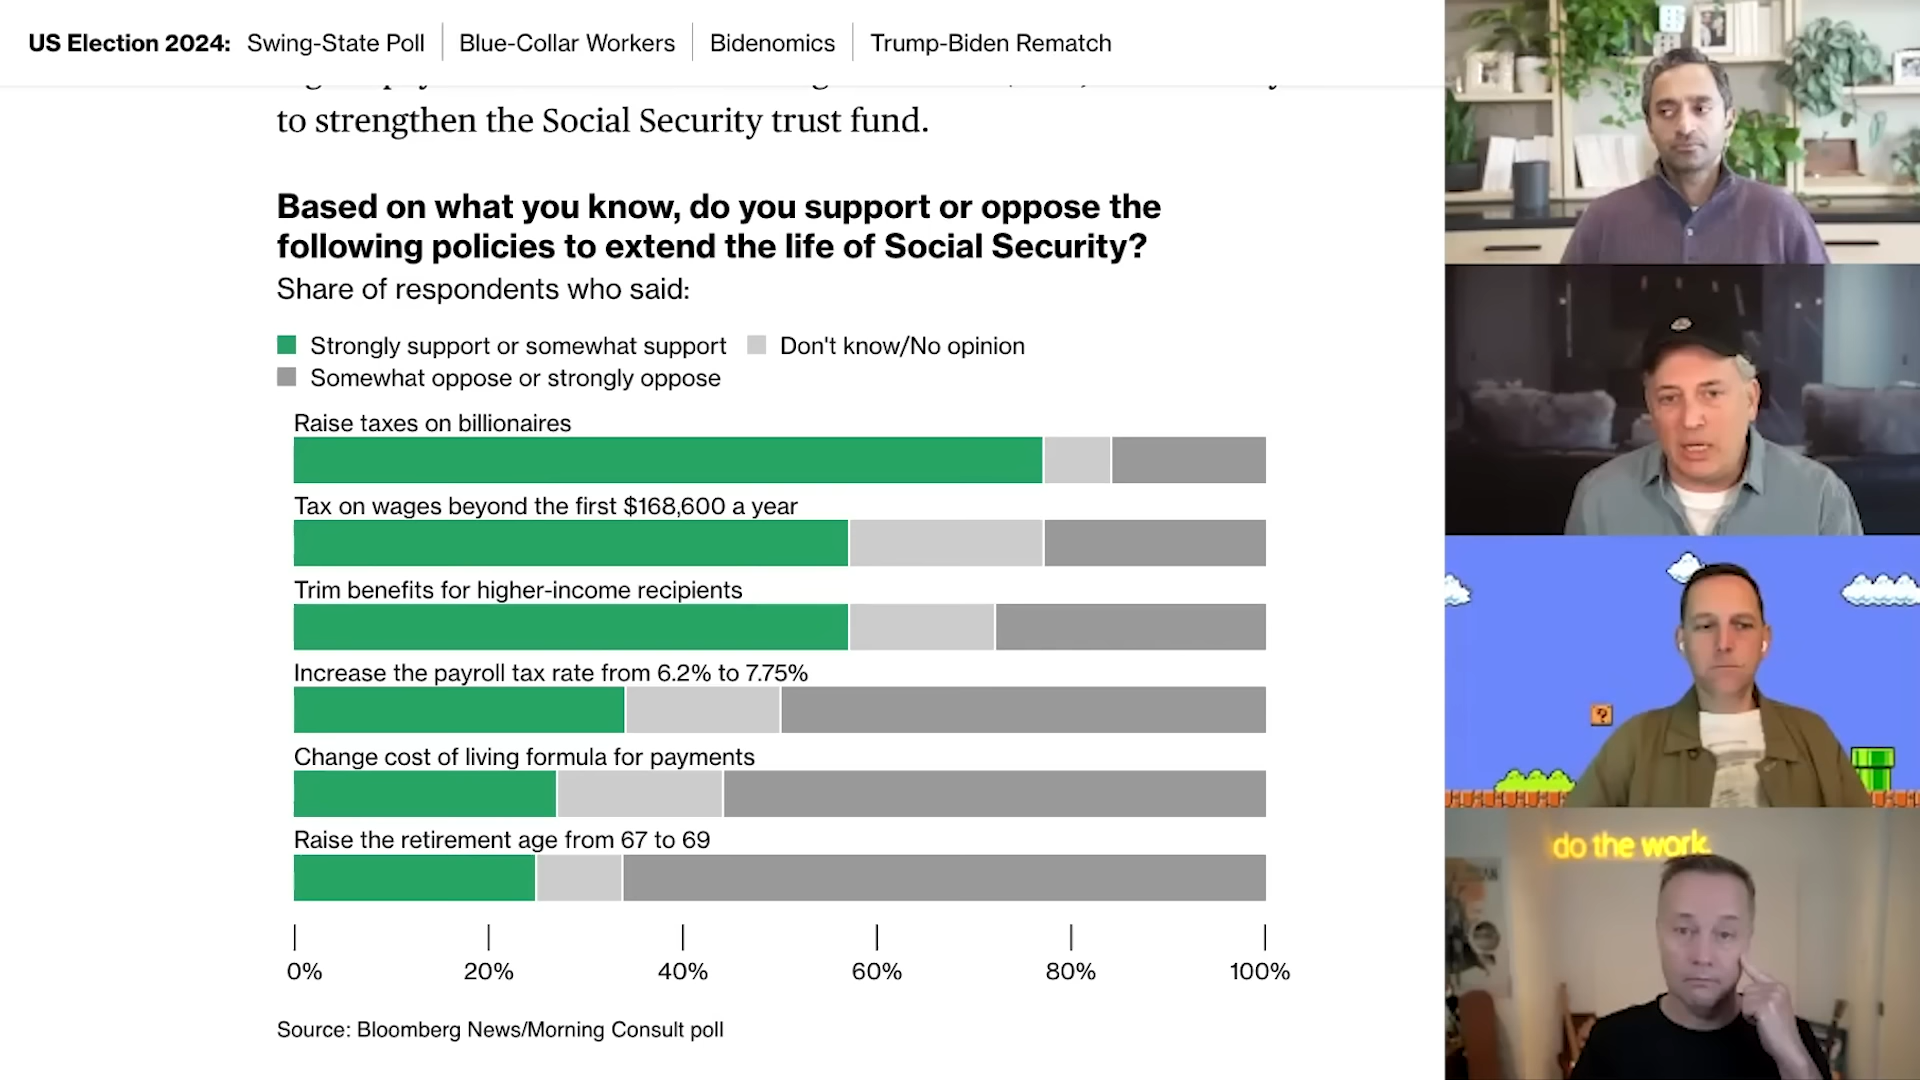 US Election 2024: Swing-State Poll Blue-Collar Workers Bidenomics Trump-Biden Rematch
to strengthen the Social Security trust fund.
Based on what you know, do you support or oppose the
following policies to extend the life of Social Security?
Share of respondents who said:
Strongly support or somewhat support Don't know/No opinion
Somewhat oppose or strongly oppose
Raise taxes on billionaires
Tax on wages beyond the first $168,600 a year
Trim benefits for higher-income recipients
Increase the payroll tax rate from 6.2% to 7.75%
Change cost of living formula for payments
Raise the retirement age from 67 to 69
0% 20% 40% 60% 80% 100%
Source: Bloomberg News/Morning Consult poll
?
do the work.